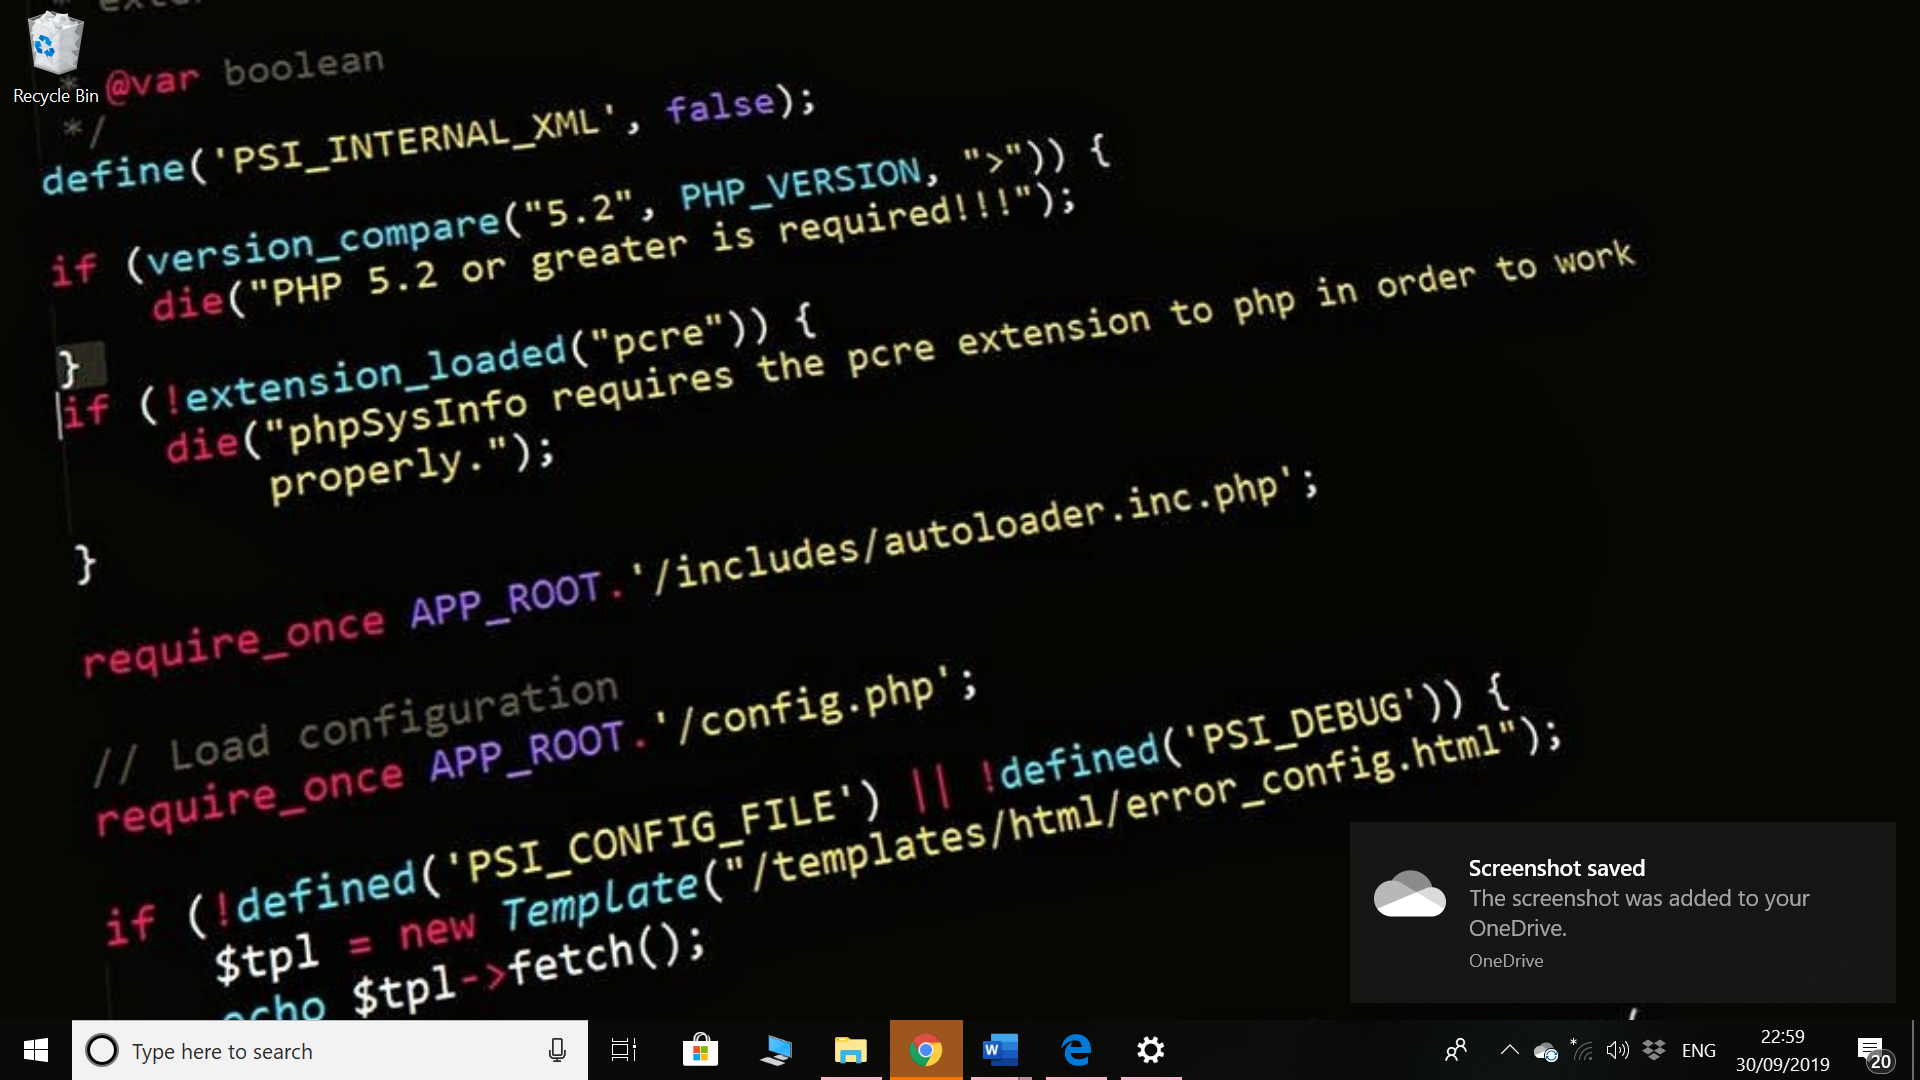 * @var boolean
*/
define('PSI_INTERNAL_XML', false);
if (version_compare("5.2", PHP_VERSION, ">")) {
die("PHP 5.2 or greater is required!!!");
}
if (!extension_loaded("pcre")) {
die("phpSysInfo requires the pcre extension to php in order to work
properly.");
}
require_once APP_ROOT.'/includes/autoloader.inc.php';
// Load configuration
require_once APP_ROOT.'/config.php';
if (!defined('PSI_CONFIG_FILE') || !defined('PSI_DEBUG')) {
$tpl = new Template("/templates/html/error_config.html");
echo $tpl->fetch();
Recycle Bin
Screenshot saved
The screenshot was added to your
OneDrive.
OneDrive
Type here to search
W
ENG
22:59
30/09/2019
20